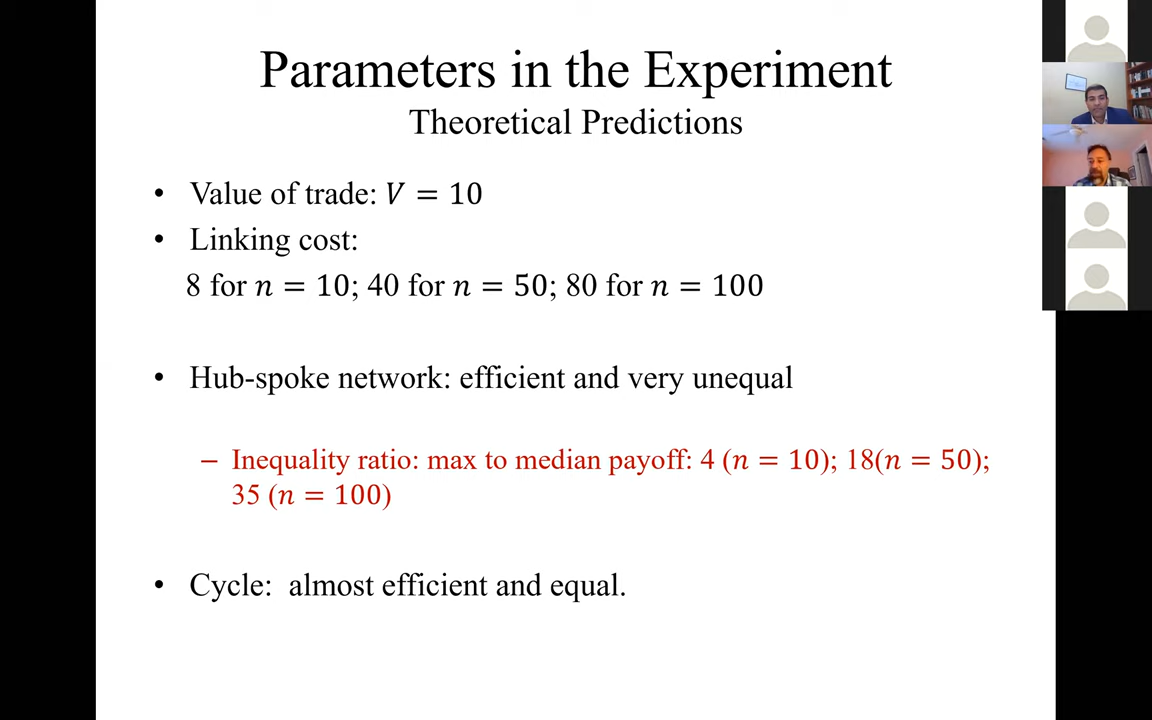 Parameters in the Experiment
Theoretical Predictions
• Value of trade: 𝑉 = 10
• Linking cost:
8 for 𝑛 = 10; 40 for 𝑛 = 50; 80 for 𝑛 = 100
• Hub-spoke network: efficient and very unequal
– Inequality ratio: max to median payoff: 4 (𝑛 = 10); 18(𝑛 = 50);
35 (𝑛 = 100)
• Cycle:  almost efficient and equal.